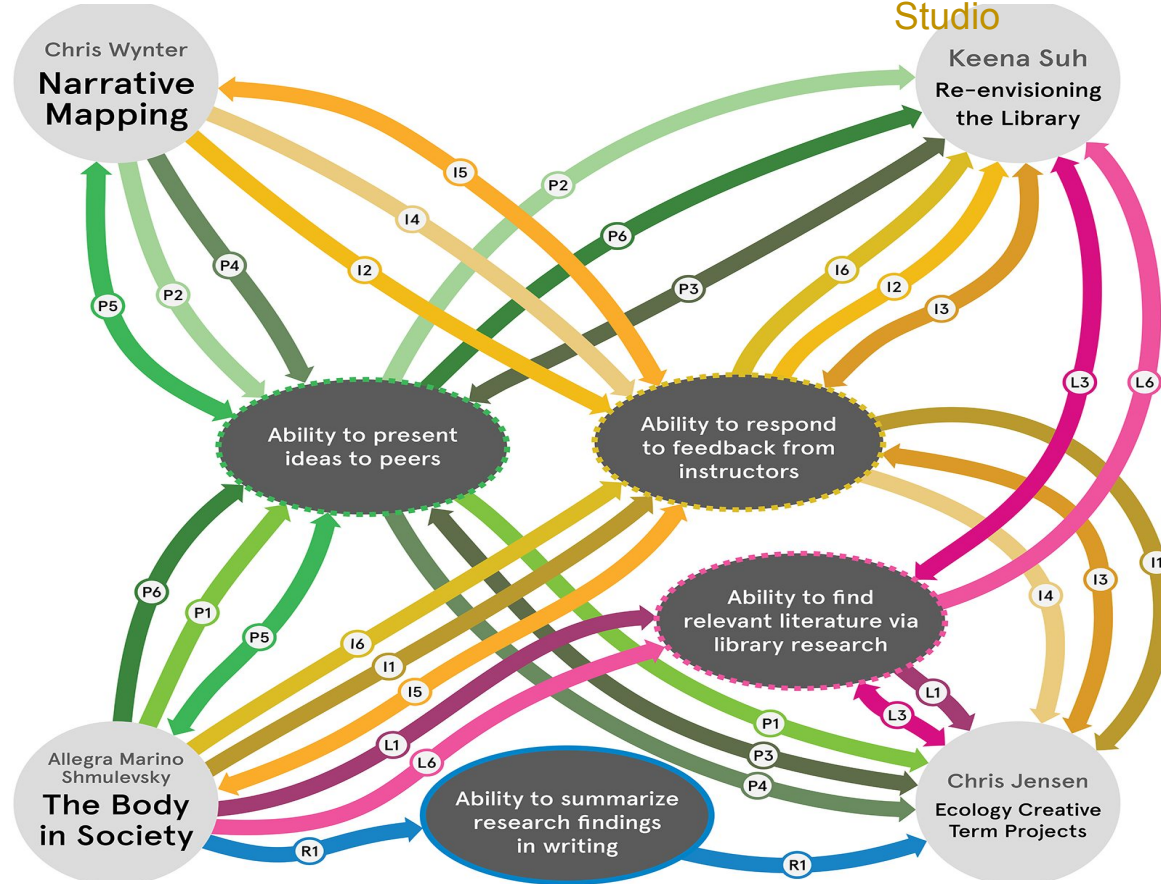 Studio
Chris Wynter
Narrative
Mapping
Keena Suh
Re-envisioning
the Library
I5
P2
I4
P6
P4
I2
I6
P3
I2
P2
P5
I3
L3
L6
Ability to present
ideas to peers
Ability to respond
to feedback from
instructors
I1
I3
P6
I4
P1
Ability to find
relevant literature via
library research
P5
I6
I1
I5
L1
L3
P1
L1
P3
L6
P4
Allegra Marino
Shmulevsky
The Body
in Society
Ability to summarize
research findings
in writing
Chris Jensen
Ecology Creative
Term Projects
R1
R1